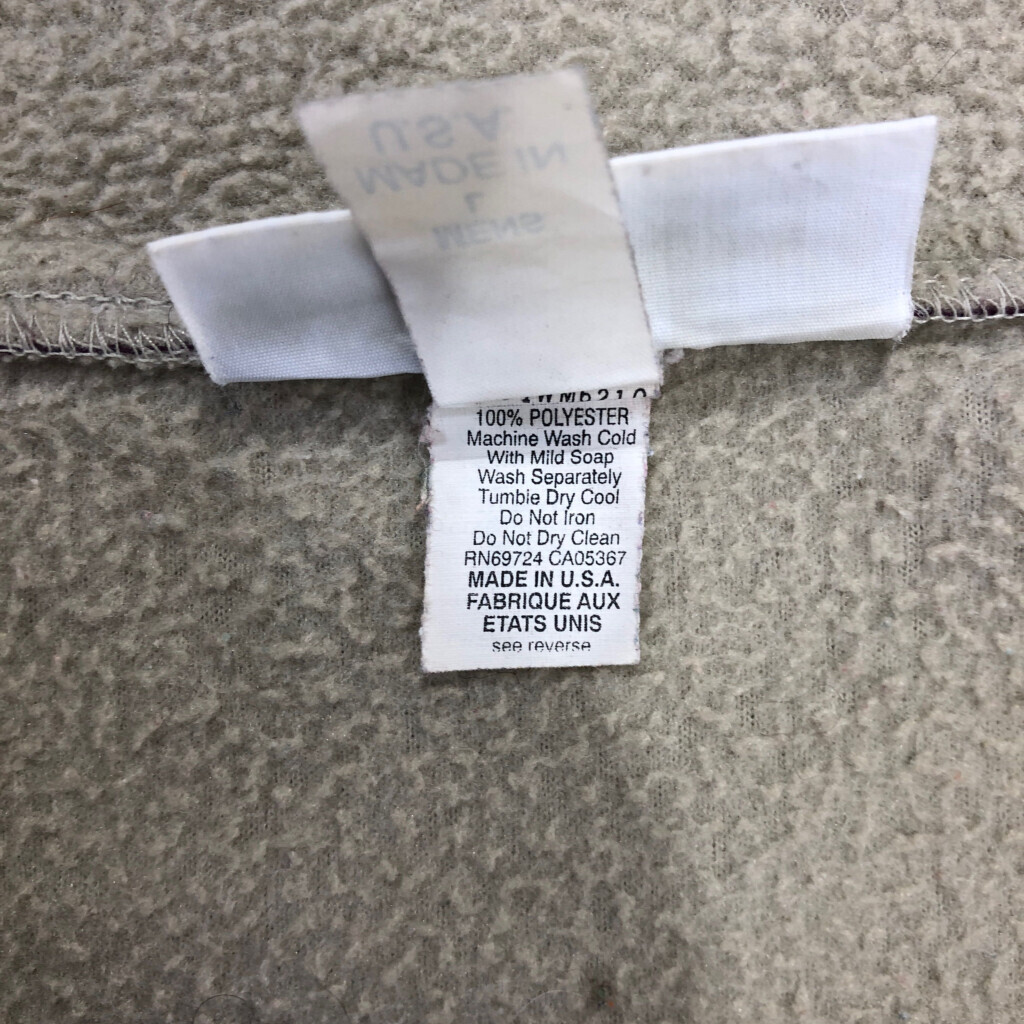 MENS
L
MADE IN
U.S.A.
100% POLYESTER
Machine Wash Cold
With Mild Soap
Wash Separately
Tumble Dry Cool
Do Not Iron
Do Not Dry Clean
RN69724 CA05367
MADE IN U.S.A.
FABRIQUE AUX
ETATS UNIS
see reverse